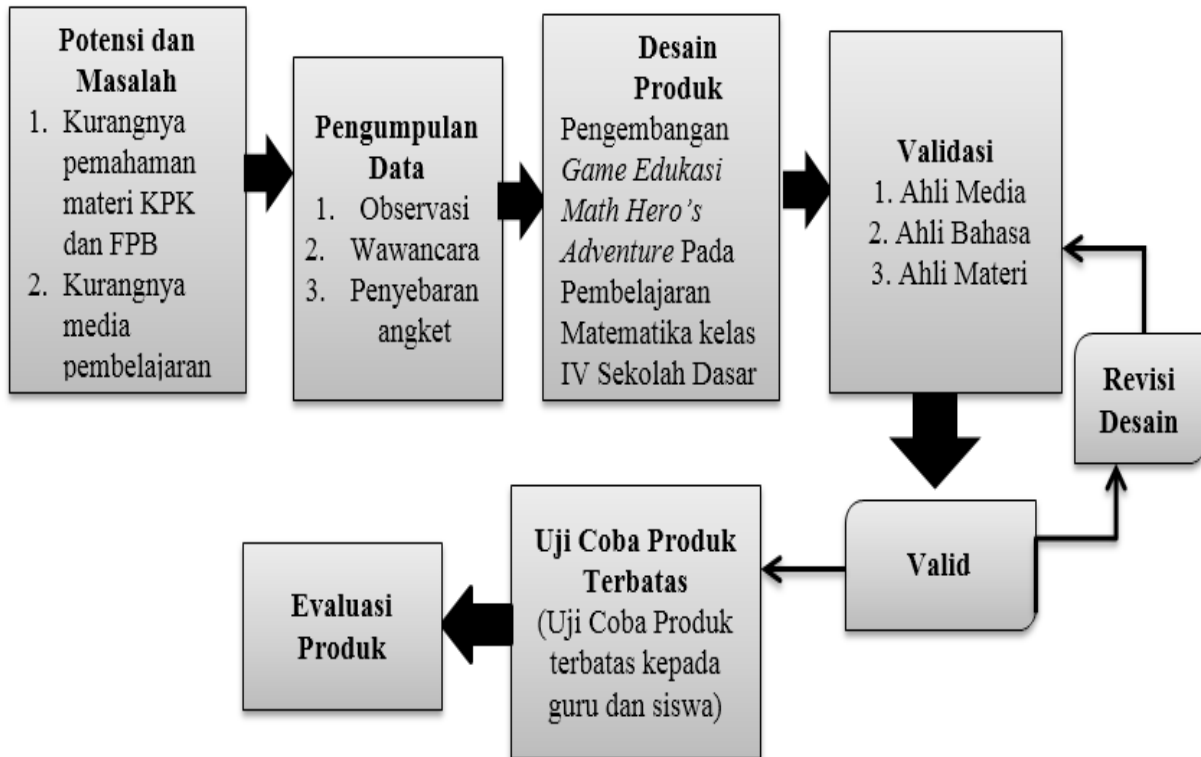 Potensi dan
Masalah
1. Kurangnya
pemahaman
materi KPK
dan FPB
2. Kurangnya
media
pembelajaran
Pengumpulan
Data
1. Observasi
2. Wawancara
3. Penyebaran
angket
Desain
Produk
Pengembangan
Game Edukasi
Math Hero’s
Adventure Pada
Pembelajaran
Matematika kelas
IV Sekolah Dasar
Validasi
1. Ahli Media
2. Ahli Bahasa
3. Ahli Materi
Revisi
Desain
Valid
Uji Coba Produk
Terbatas
(Uji Coba Produk
terbatas kepada
guru dan siswa)
Evaluasi
Produk